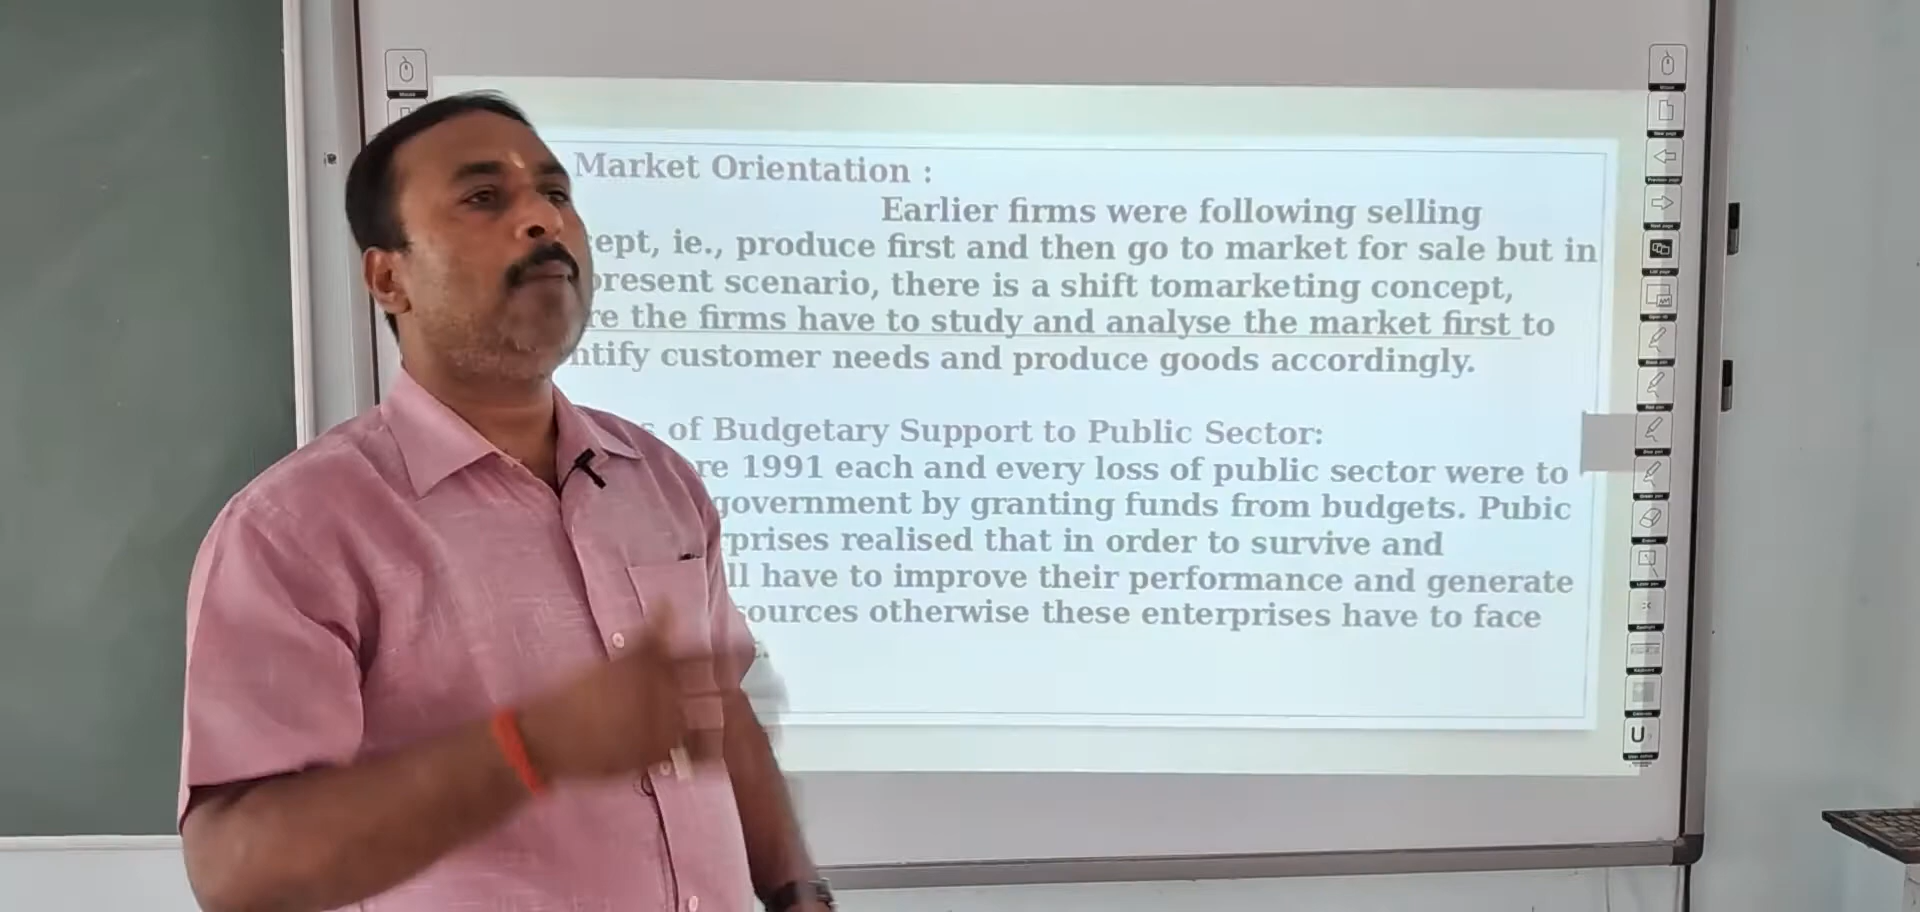 Market Orientation :
Earlier firms were following selling
ept, ie., produce first and then go to market for sale but in
present scenario, there is a shift tomarketing concept,
re the firms have to study and analyse the market first to
ntify customer needs and produce goods accordingly.
s of Budgetary Support to Public Sector:
re 1991 each and every loss of public sector were to
government by granting funds from budgets. Pubic
prises realised that in order to survive and
ll have to improve their performance and generate
sources otherwise these enterprises have to face
t.